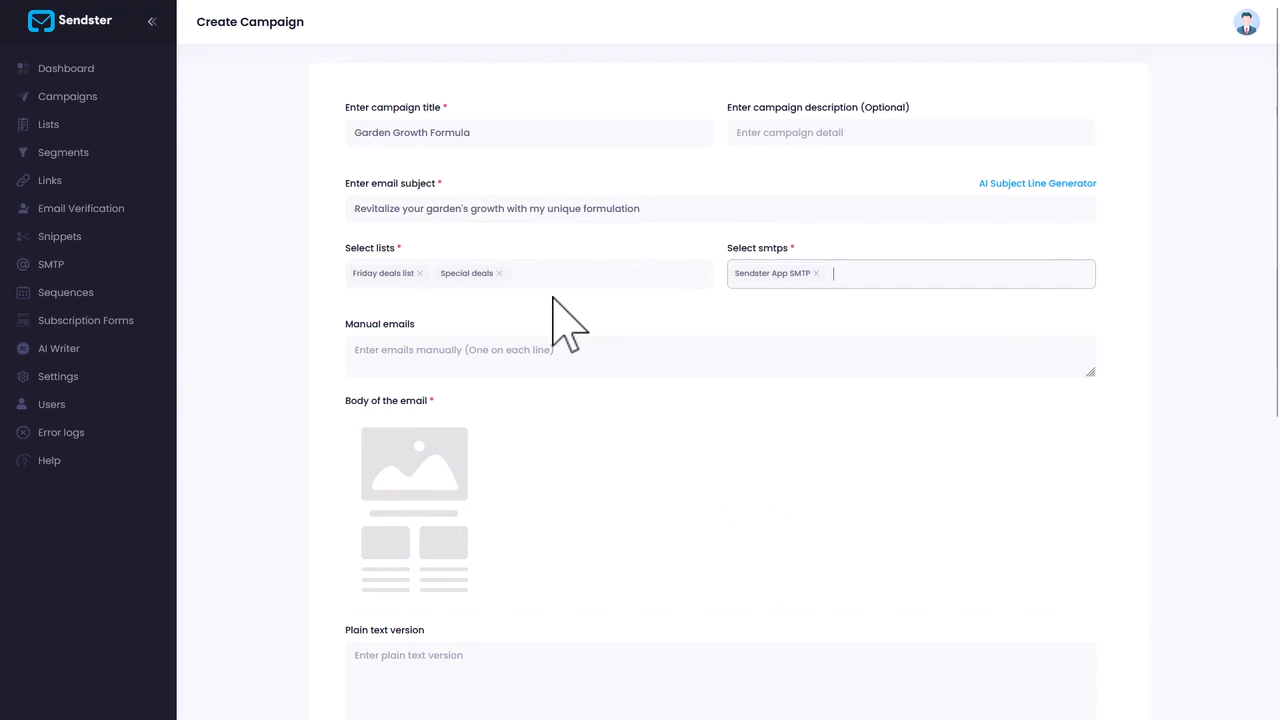 Sendster
Create Campaign
Dashboard
Campaigns
Lists
Segments
Links
Email Verification
Snippets
SMTP
Sequences
Subscription Forms
AI Writer
Settings
Users
Error logs
Help
Enter campaign title *
Enter campaign description (Optional)
Garden Growth Formula
Enter campaign detail
Enter email subject *
AI Subject Line Generator
Revitalize your garden's growth with my unique formulation
Select lists *
Select smtps *
Friday deals list ×
Special deals ×
Sendster App SMTP ×
Manual emails
Enter emails manually (One on each line)
Body of the email *
Plain text version
Enter plain text version